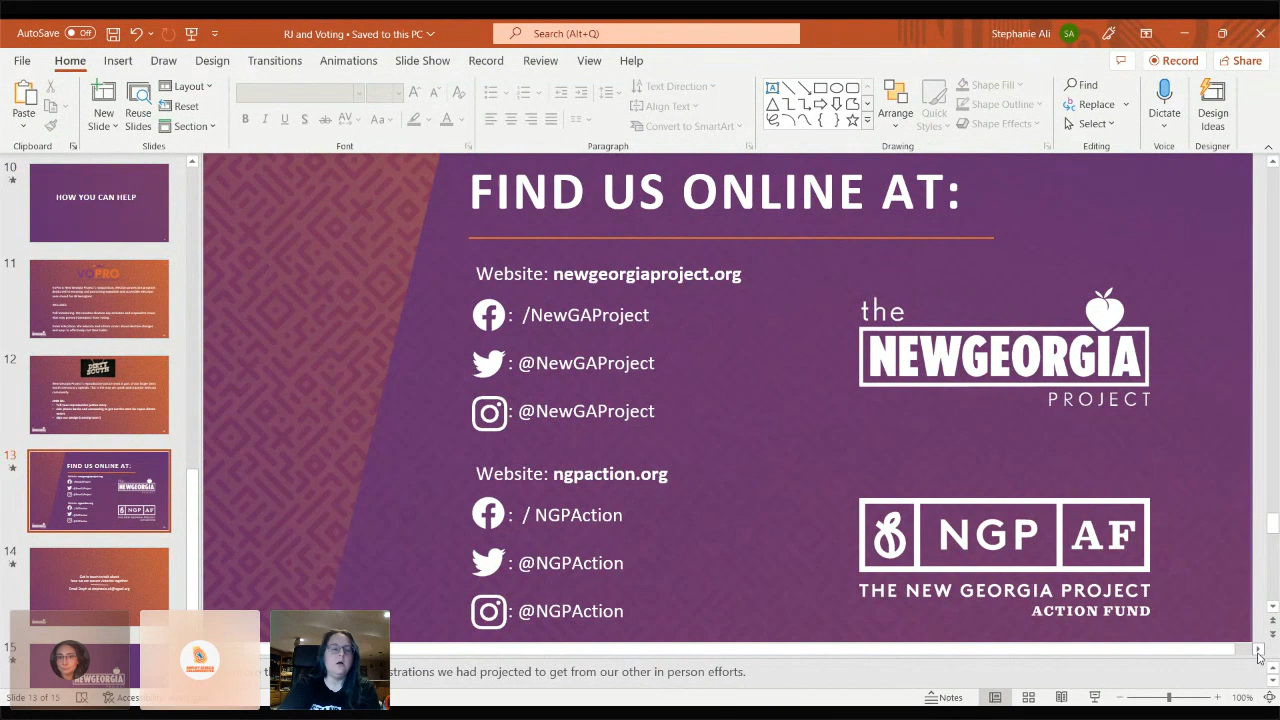 AutoSave Off
RJ and Voting • Saved to this PC
Search (Alt+Q)
Stephanie Ali
SA
File Home Insert Draw Design Transitions Animations Slide Show Record Review View Help
Record
Share
Paste
New Slide
Reuse Slides
Layout
Reset
Section
Text Direction
Align Text
Convert to SmartArt
Arrange
Quick Styles
Shape Fill
Shape Outline
Shape Effects
Find
Replace
Select
Dictate
Design Ideas
Clipboard
Slides
Font
Paragraph
Drawing
Editing
Voice
Designer
10
HOW YOU CAN HELP
11
VOPRO
12
13
FIND US ONLINE AT:
14
15
FIND US ONLINE AT:
Website: newgeorgiaproject.org
: /NewGAProject
: @NewGAProject
: @NewGAProject
the
NEWGEORGIA
PROJECT
Website: ngpaction.org
: / NGPAction
: @NGPAction
: @NGPAction
NGP AF
THE NEW GEORGIA PROJECT
ACTION FUND
strations we had projected to get from our other in person efforts.
Slide 13 of 15
Notes
100%